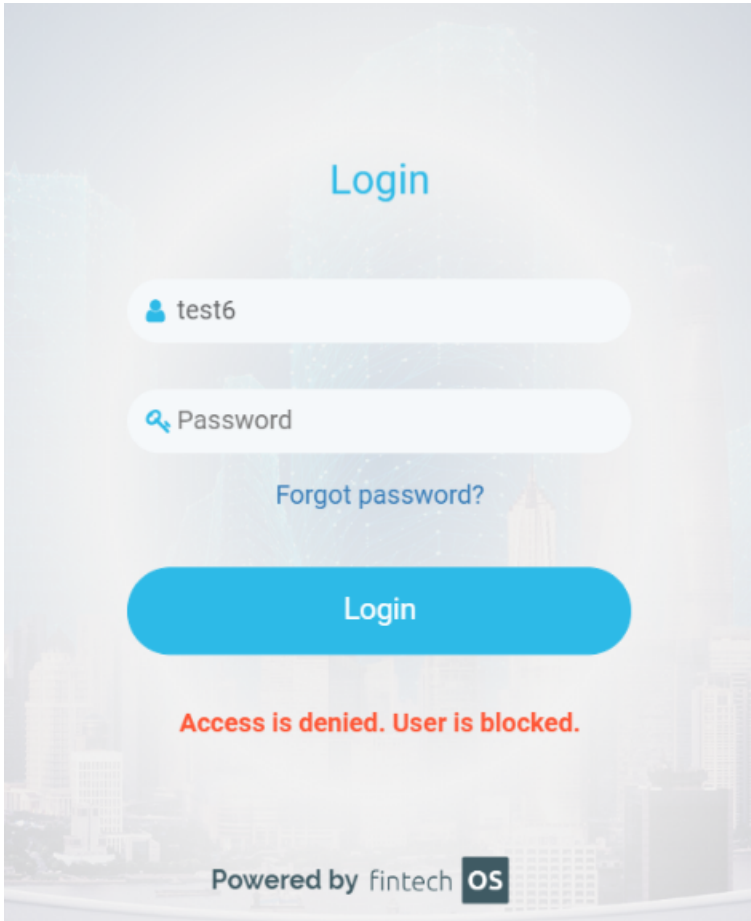 Login
test6
Password
Forgot password?
Login
Access is denied. User is blocked.
Powered by fintech OS